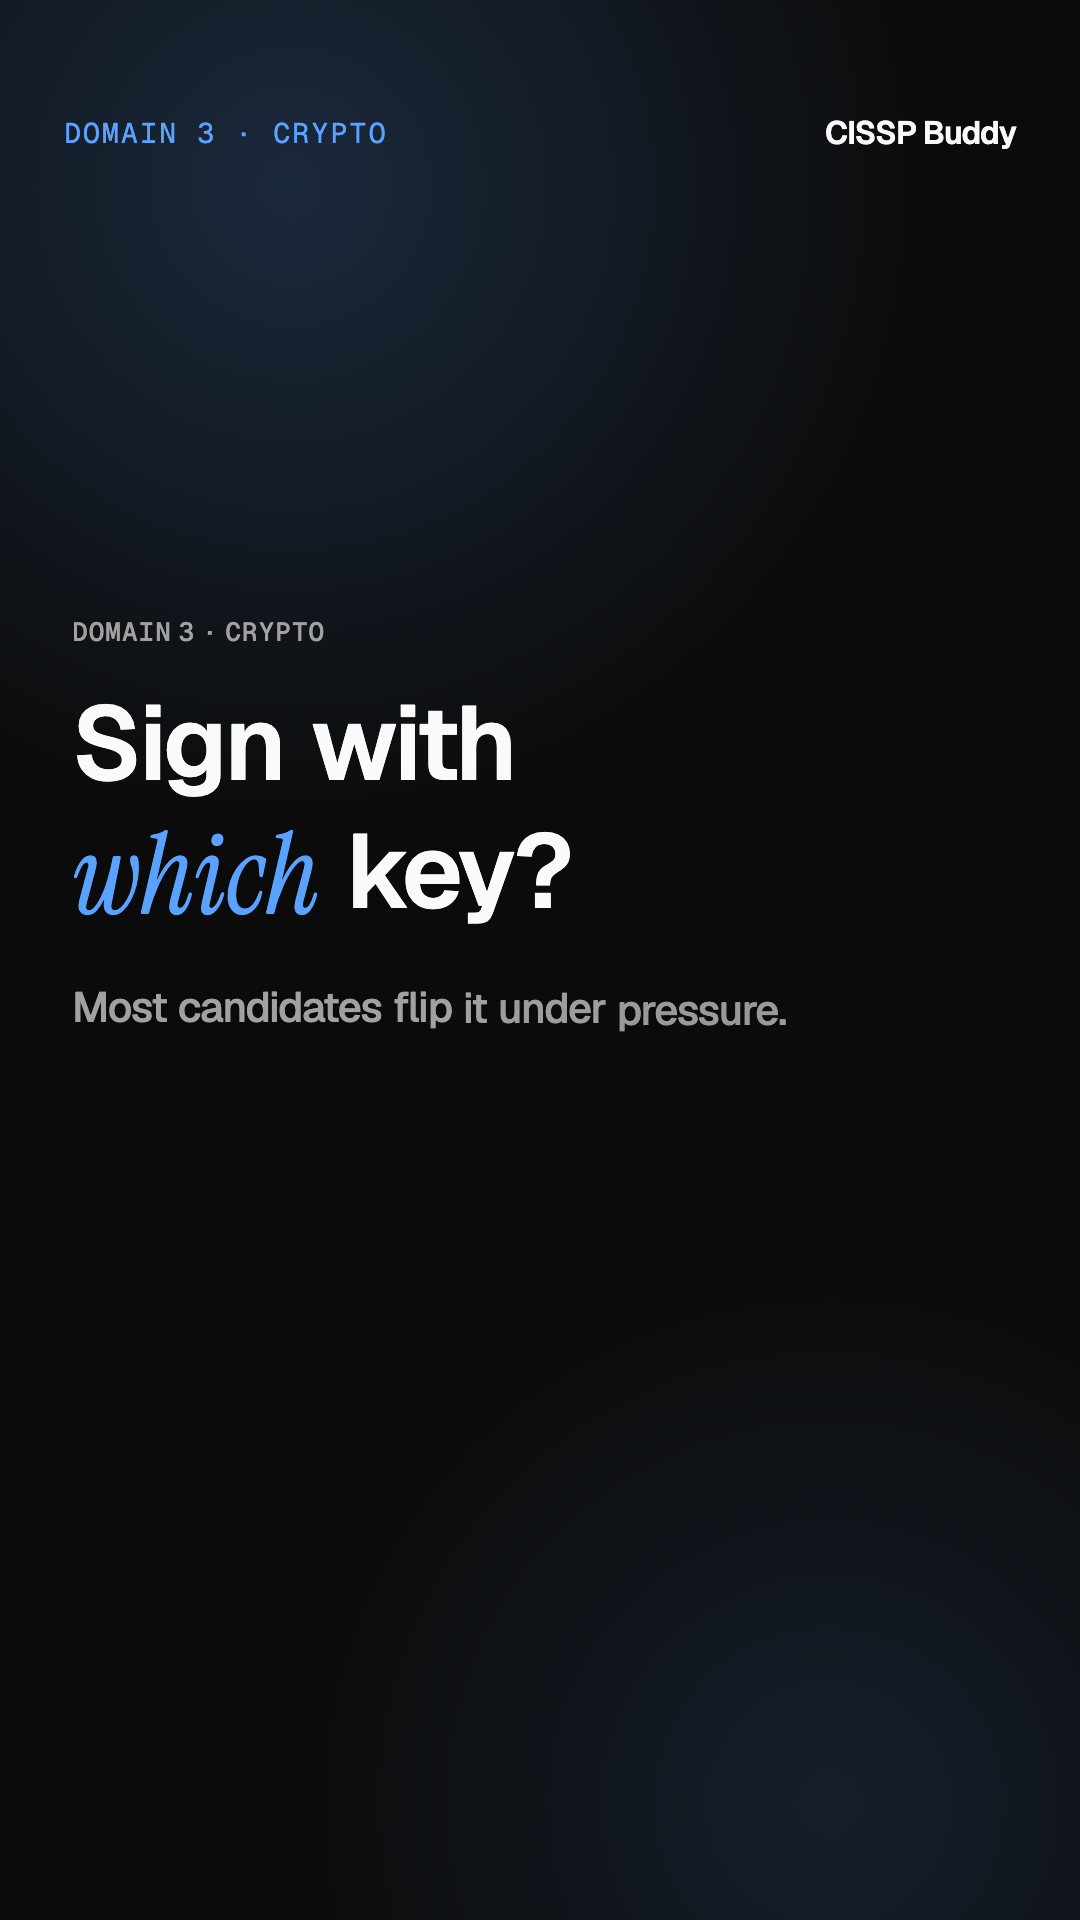 DOMAIN 3 · CRYPTO
CISSP Buddy
DOMAIN 3 · CRYPTO
Sign with
which key?
Most candidates flip it under pressure.